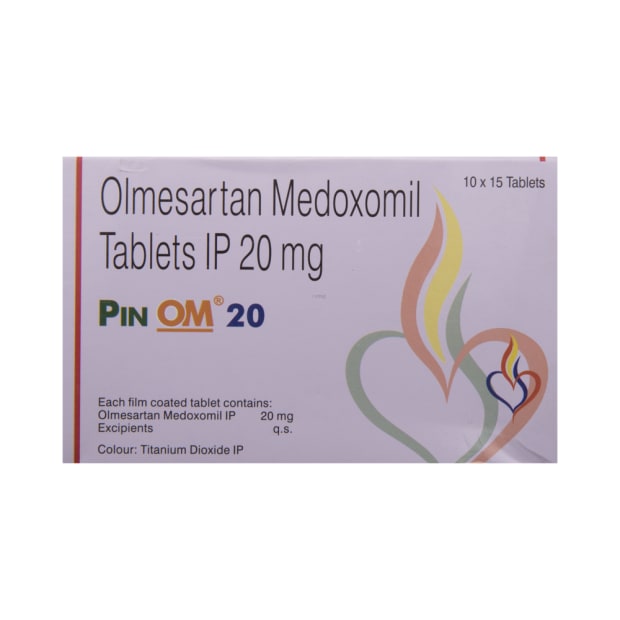 Olmesartan Medoxomil
Tablets IP 20 mg
10 x 15 Tablets
PIN OM® 20
Each film coated tablet contains:
Olmesartan Medoxomil IP 20 mg
Excipients q.s.
Colour: Titanium Dioxide IP